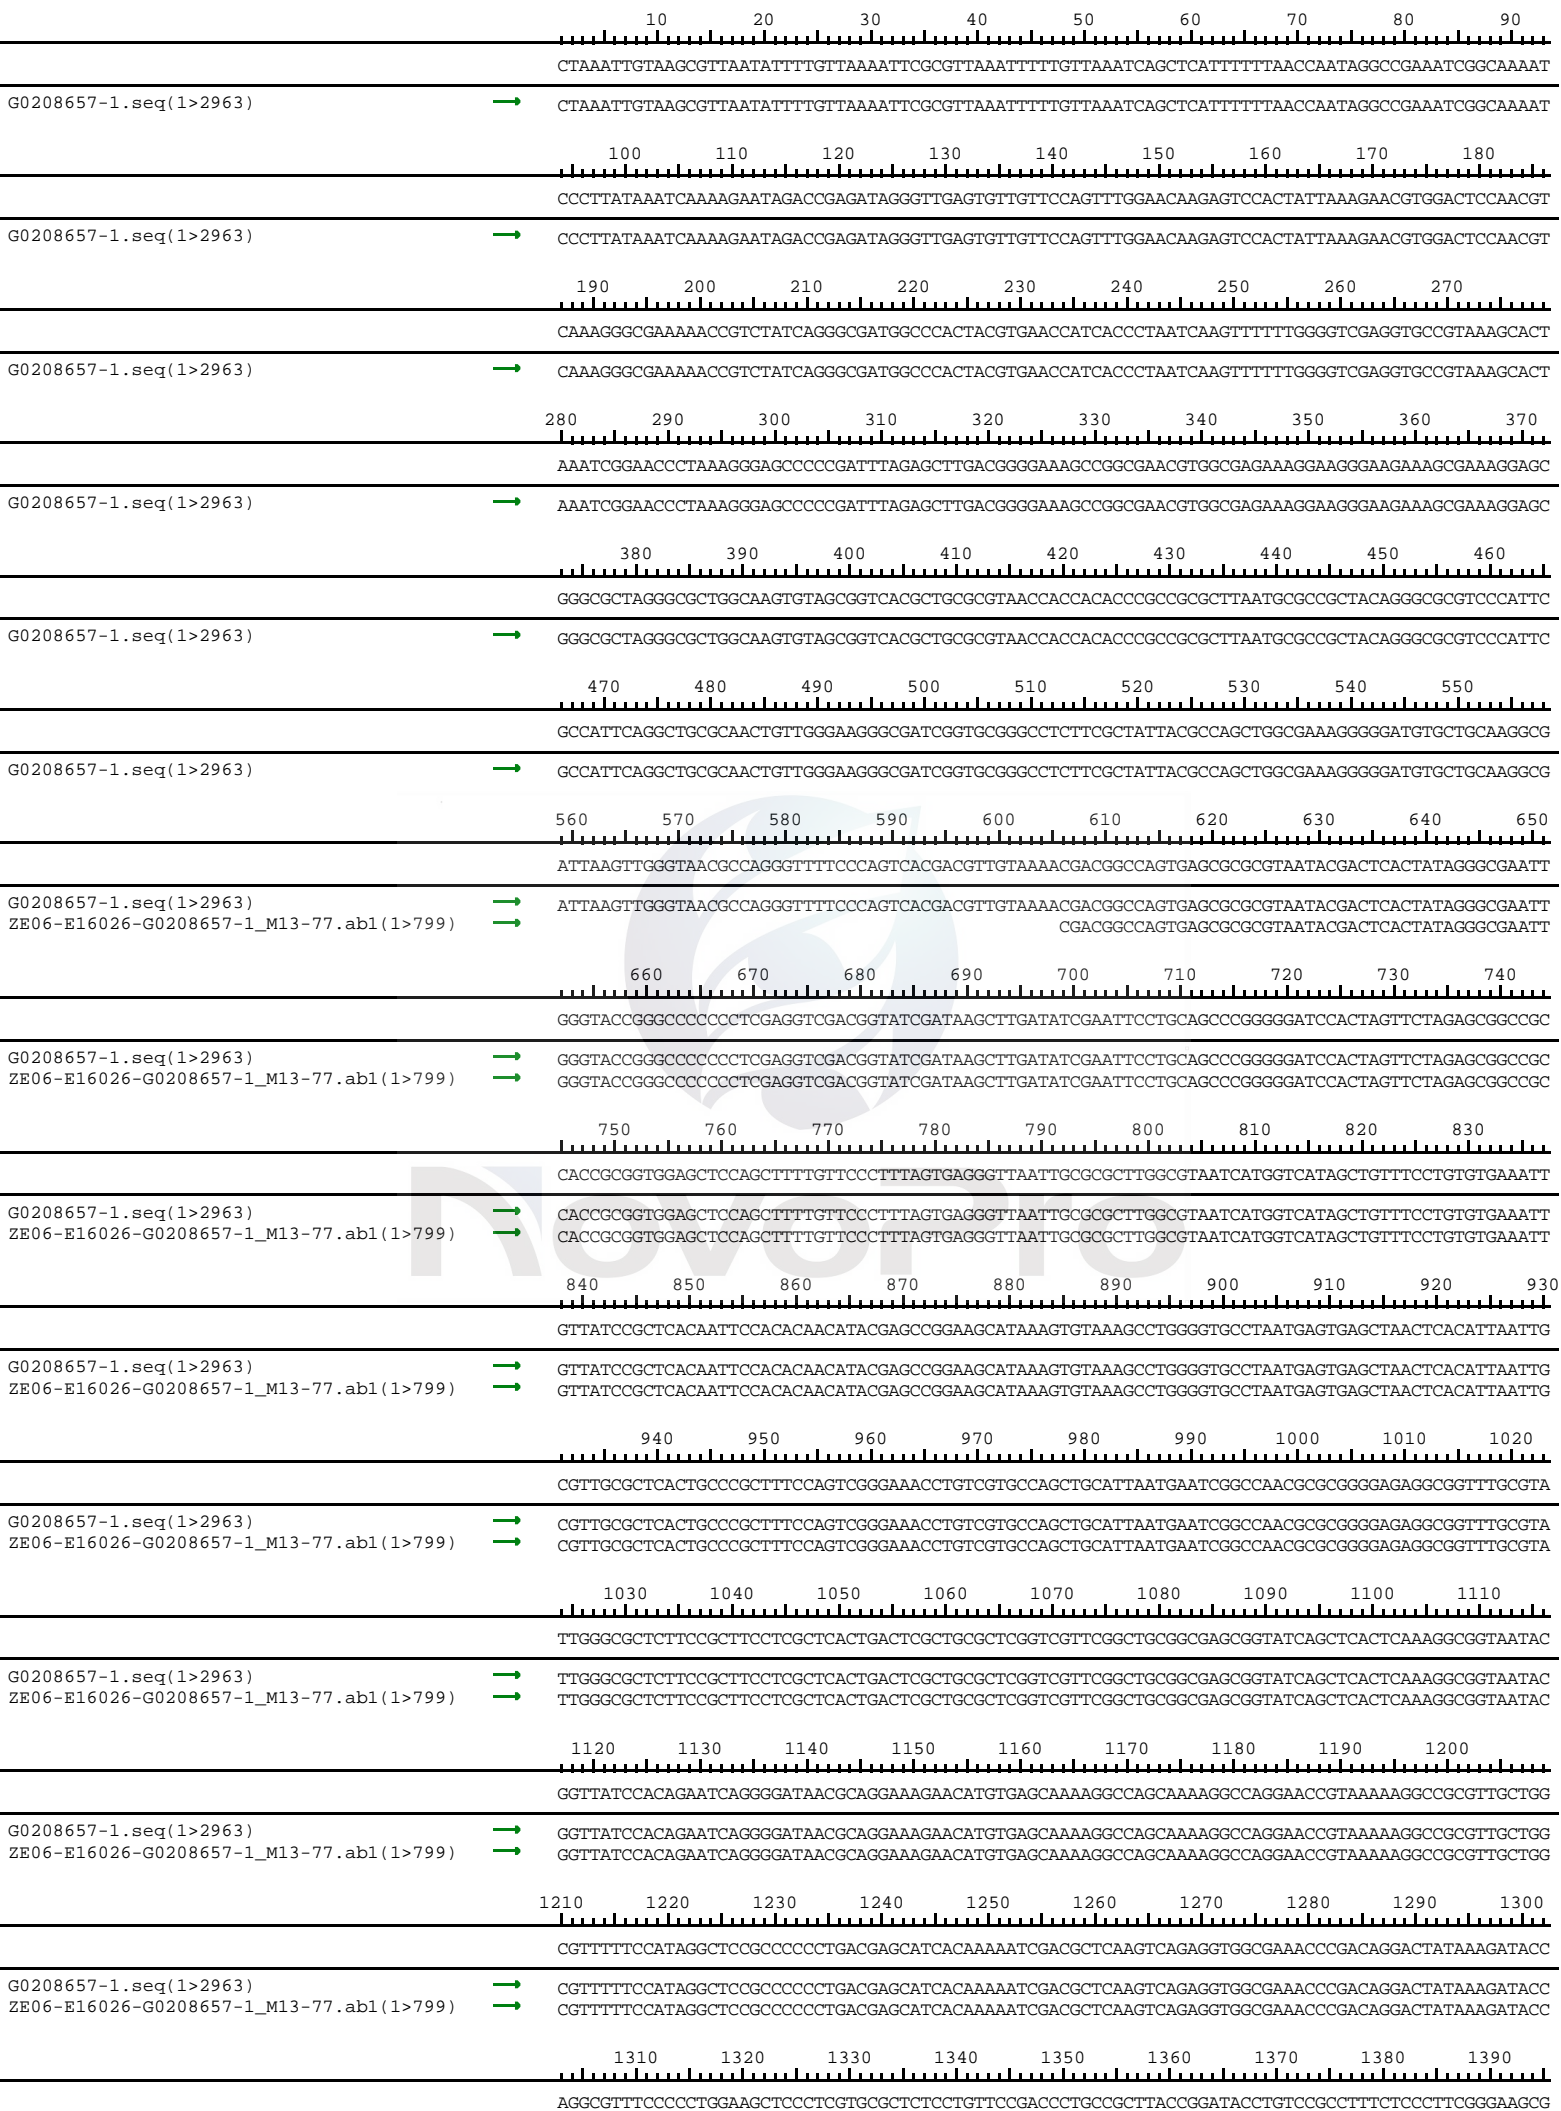 10 20 30 40 50 60 70 80 90
CTAAATTGTAAGCGTTAATATTTTGTTAAAATTCGCGTTAAATTTTTGTTAAATCAGCTCATTTTTTAACCAATAGGCCGAAATCGGCAAAAT
G0208657-1.seq(1>2963) CTAAATTGTAAGCGTTAATATTTTGTTAAAATTCGCGTTAAATTTTTGTTAAATCAGCTCATTTTTTAACCAATAGGCCGAAATCGGCAAAAT
100 110 120 130 140 150 160 170 180
CCCTTATAAATCAAAAGAATAGACCGAGATAGGGTTGAGTGTTGTTCCAGTTTGGAACAAGAGTCCACTATTAAAGAACGTGGACTCCAACGT
G0208657-1.seq(1>2963) CCCTTATAAATCAAAAGAATAGACCGAGATAGGGTTGAGTGTTGTTCCAGTTTGGAACAAGAGTCCACTATTAAAGAACGTGGACTCCAACGT
190 200 210 220 230 240 250 260 270
CAAAGGGCGAAAAACCGTCTATCAGGGCGATGGCCCACTACGTGAACCATCACCCTAATCAAGTTTTTTGGGGTCGAGGTGCCGTAAAGCACT
G0208657-1.seq(1>2963) CAAAGGGCGAAAAACCGTCTATCAGGGCGATGGCCCACTACGTGAACCATCACCCTAATCAAGTTTTTTGGGGTCGAGGTGCCGTAAAGCACT
280 290 300 310 320 330 340 350 360 370
AAATCGGAACCCTAAAGGGAGCCCCCGATTTAGAGCTTGACGGGGAAAGCCGGCGAACGTGGCGAGAAAGGAAGGGAAGAAAGCGAAAGGAGC
G0208657-1.seq(1>2963) AAATCGGAACCCTAAAGGGAGCCCCCGATTTAGAGCTTGACGGGGAAAGCCGGCGAACGTGGCGAGAAAGGAAGGGAAGAAAGCGAAAGGAGC
380 390 400 410 420 430 440 450 460
GGGCGCTAGGGCGCTGGCAAGTGTAGCGGTCACGCTGCGCGTAACCACCACACCCGCCGCGCTTAATGCGCCGCTACAGGGCGCGTCCCATTC
G0208657-1.seq(1>2963) GGGCGCTAGGGCGCTGGCAAGTGTAGCGGTCACGCTGCGCGTAACCACCACACCCGCCGCGCTTAATGCGCCGCTACAGGGCGCGTCCCATTC
470 480 490 500 510 520 530 540 550
GCCATTCAGGCTGCGCAACTGTTGGGAAGGGCGATCGGTGCGGGCCTCTTCGCTATTACGCCAGCTGGCGAAAGGGGGATGTGCTGCAAGGCG
G0208657-1.seq(1>2963) GCCATTCAGGCTGCGCAACTGTTGGGAAGGGCGATCGGTGCGGGCCTCTTCGCTATTACGCCAGCTGGCGAAAGGGGGATGTGCTGCAAGGCG
560 570 580 590 600 610 620 630 640 650
ATTAAGTTGGGTAACGCCAGGGTTTTCCCAGTCACGACGTTGTAAAACGACGGCCAGTGAGCGCGCGTAATACGACTCACTATAGGGCGAATT
G0208657-1.seq(1>2963) ATTAAGTTGGGTAACGCCAGGGTTTTCCCAGTCACGACGTTGTAAAACGACGGCCAGTGAGCGCGCGTAATACGACTCACTATAGGGCGAATT
ZE06-E16026-G0208657-1_M13-77.ab1(1>799) CGACGGCCAGTGAGCGCGCGTAATACGACTCACTATAGGGCGAATT
660 670 680 690 700 710 720 730 740
GGGTACCGGGCCCCCCCTCGAGGTCGACGGTATCGATAAGCTTGATATCGAATTCCTGCAGCCCGGGGGATCCACTAGTTCTAGAGCGGCCGC
G0208657-1.seq(1>2963) GGGTACCGGGCCCCCCCTCGAGGTCGACGGTATCGATAAGCTTGATATCGAATTCCTGCAGCCCGGGGGATCCACTAGTTCTAGAGCGGCCGC
ZE06-E16026-G0208657-1_M13-77.ab1(1>799) GGGTACCGGGCCCCCCCTCGAGGTCGACGGTATCGATAAGCTTGATATCGAATTCCTGCAGCCCGGGGGATCCACTAGTTCTAGAGCGGCCGC
750 760 770 780 790 800 810 820 830
CACCGCGGTGGAGCTCCAGCTTTTGTTCCCTTTAGTGAGGGTTAATTGCGCGCTTGGCGTAATCATGGTCATAGCTGTTTCCTGTGTGAAATT
G0208657-1.seq(1>2963) CACCGCGGTGGAGCTCCAGCTTTTGTTCCCTTTAGTGAGGGTTAATTGCGCGCTTGGCGTAATCATGGTCATAGCTGTTTCCTGTGTGAAATT
ZE06-E16026-G0208657-1_M13-77.ab1(1>799) CACCGCGGTGGAGCTCCAGCTTTTGTTCCCTTTAGTGAGGGTTAATTGCGCGCTTGGCGTAATCATGGTCATAGCTGTTTCCTGTGTGAAATT
NovoPro
840 850 860 870 880 890 900 910 920 930
GTTATCCGCTCACAATTCCACACAACATACGAGCCGGAAGCATAAAGTGTAAAGCCTGGGGTGCCTAATGAGTGAGCTAACTCACATTAATTG
G0208657-1.seq(1>2963) GTTATCCGCTCACAATTCCACACAACATACGAGCCGGAAGCATAAAGTGTAAAGCCTGGGGTGCCTAATGAGTGAGCTAACTCACATTAATTG
ZE06-E16026-G0208657-1_M13-77.ab1(1>799) GTTATCCGCTCACAATTCCACACAACATACGAGCCGGAAGCATAAAGTGTAAAGCCTGGGGTGCCTAATGAGTGAGCTAACTCACATTAATTG
940 950 960 970 980 990 1000 1010 1020
CGTTGCGCTCACTGCCCGCTTTCCAGTCGGGAAACCTGTCGTGCCAGCTGCATTAATGAATCGGCCAACGCGCGGGGAGAGGCGGTTTGCGTA
G0208657-1.seq(1>2963) CGTTGCGCTCACTGCCCGCTTTCCAGTCGGGAAACCTGTCGTGCCAGCTGCATTAATGAATCGGCCAACGCGCGGGGAGAGGCGGTTTGCGTA
ZE06-E16026-G0208657-1_M13-77.ab1(1>799) CGTTGCGCTCACTGCCCGCTTTCCAGTCGGGAAACCTGTCGTGCCAGCTGCATTAATGAATCGGCCAACGCGCGGGGAGAGGCGGTTTGCGTA
1030 1040 1050 1060 1070 1080 1090 1100 1110
TTGGGCGCTCTTCCGCTTCCTCGCTCACTGACTCGCTGCGCTCGGTCGTTCGGCTGCGGCGAGCGGTATCAGCTCACTCAAAGGCGGTAATAC
G0208657-1.seq(1>2963) TTGGGCGCTCTTCCGCTTCCTCGCTCACTGACTCGCTGCGCTCGGTCGTTCGGCTGCGGCGAGCGGTATCAGCTCACTCAAAGGCGGTAATAC
ZE06-E16026-G0208657-1_M13-77.ab1(1>799) TTGGGCGCTCTTCCGCTTCCTCGCTCACTGACTCGCTGCGCTCGGTCGTTCGGCTGCGGCGAGCGGTATCAGCTCACTCAAAGGCGGTAATAC
1120 1130 1140 1150 1160 1170 1180 1190 1200
GGTTATCCACAGAATCAGGGGATAACGCAGGAAAGAACATGTGAGCAAAAGGCCAGCAAAAGGCCAGGAACCGTAAAAAGGCCGCGTTGCTGG
G0208657-1.seq(1>2963) GGTTATCCACAGAATCAGGGGATAACGCAGGAAAGAACATGTGAGCAAAAGGCCAGCAAAAGGCCAGGAACCGTAAAAAGGCCGCGTTGCTGG
ZE06-E16026-G0208657-1_M13-77.ab1(1>799) GGTTATCCACAGAATCAGGGGATAACGCAGGAAAGAACATGTGAGCAAAAGGCCAGCAAAAGGCCAGGAACCGTAAAAAGGCCGCGTTGCTGG
1210 1220 1230 1240 1250 1260 1270 1280 1290 1300
CGTTTTTCCATAGGCTCCGCCCCCCTGACGAGCATCACAAAAATCGACGCTCAAGTCAGAGGTGGCGAAACCCGACAGGACTATAAAGATACC
G0208657-1.seq(1>2963) CGTTTTTCCATAGGCTCCGCCCCCCTGACGAGCATCACAAAAATCGACGCTCAAGTCAGAGGTGGCGAAACCCGACAGGACTATAAAGATACC
ZE06-E16026-G0208657-1_M13-77.ab1(1>799) CGTTTTTCCATAGGCTCCGCCCCCCTGACGAGCATCACAAAAATCGACGCTCAAGTCAGAGGTGGCGAAACCCGACAGGACTATAAAGATACC
1310 1320 1330 1340 1350 1360 1370 1380 1390
AGGCGTTTCCCCCTGGAAGCTCCCTCGTGCGCTCTCCTGTTCCGACCCTGCCGCTTACCGGATACCTGTCCGCCTTTCTCCCTTCGGGAAGCG